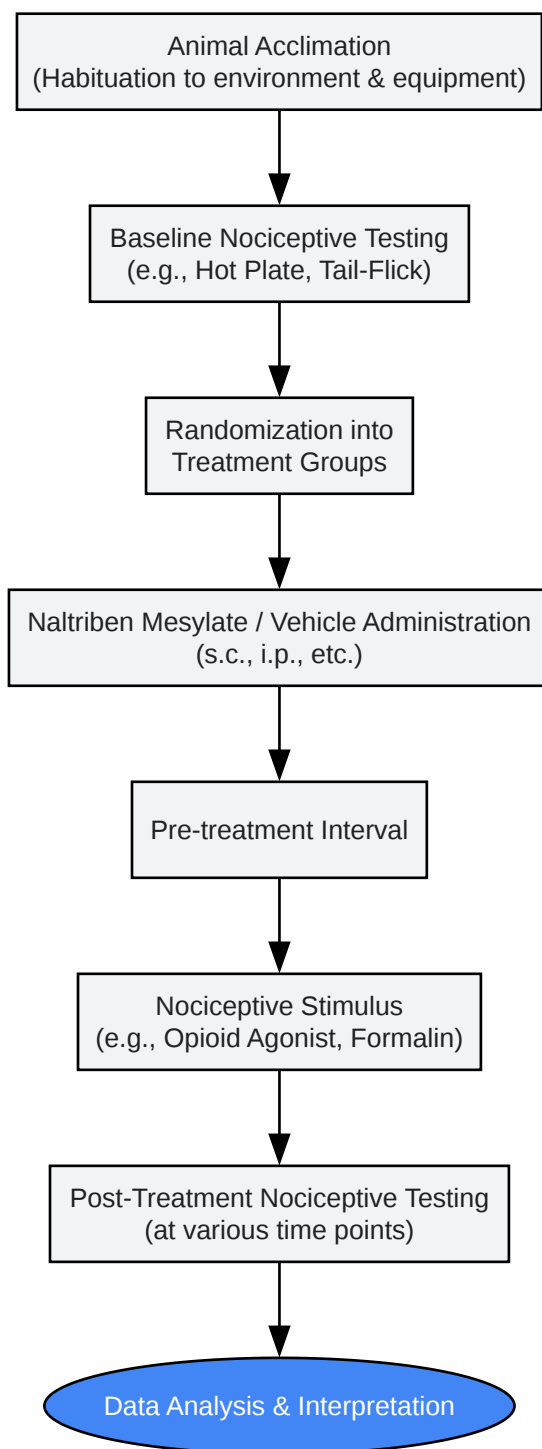 Animal Acclimation
(Habituation to environment & equipment)
Baseline Nociceptive Testing
(e.g., Hot Plate, Tail-Flick)
Randomization into
Treatment Groups
Naltriben Mesylate / Vehicle Administration
(s.c., i.p., etc.)
Pre-treatment Interval
Nociceptive Stimulus
(e.g., Opioid Agonist, Formalin)
Post-Treatment Nociceptive Testing
(at various time points)
Data Analysis & Interpretation